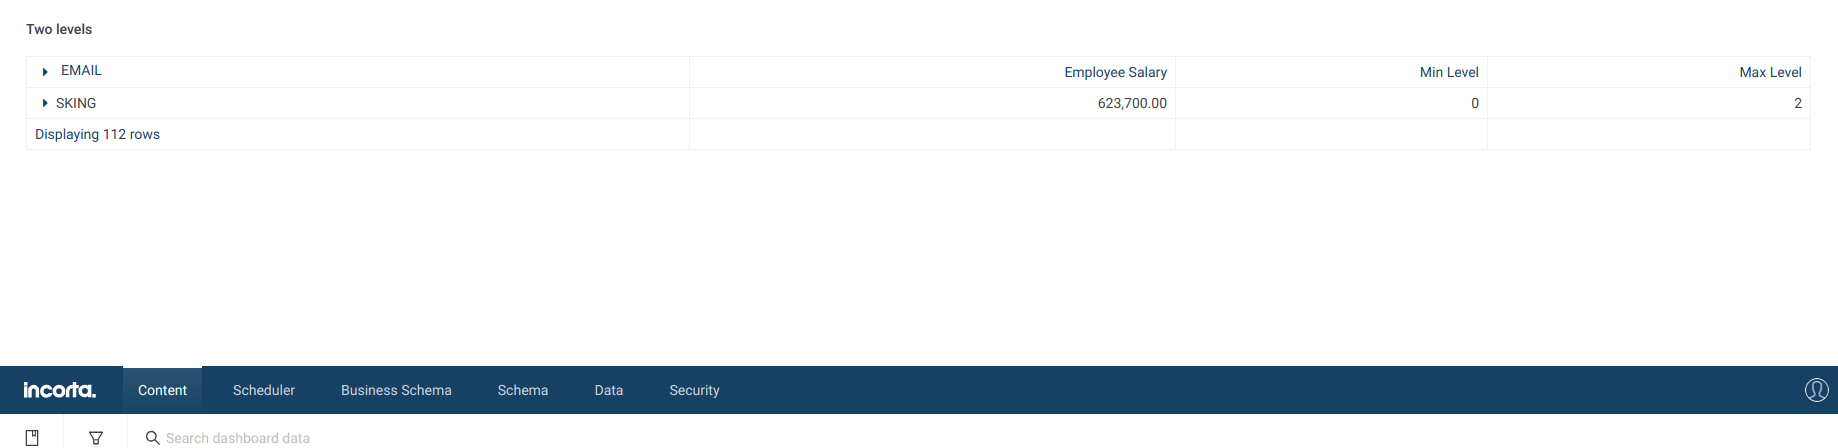 Two levels
EMAIL Employee Salary Min Level Max Level
SKING 623,700.00 0 2
Displaying 112 rows
incorta. Content Scheduler Business Schema Schema Data Security
Search dashboard data